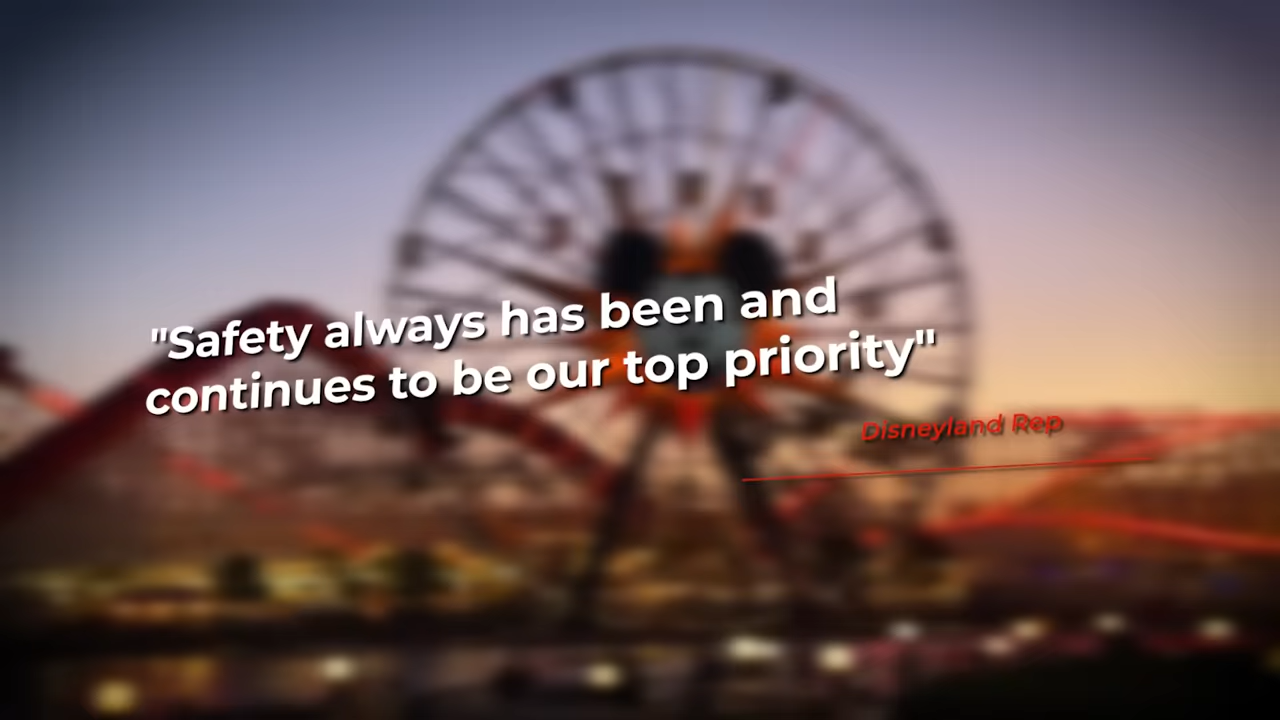 "Safety always has been and
continues to be our top priority"
Disneyland Rep